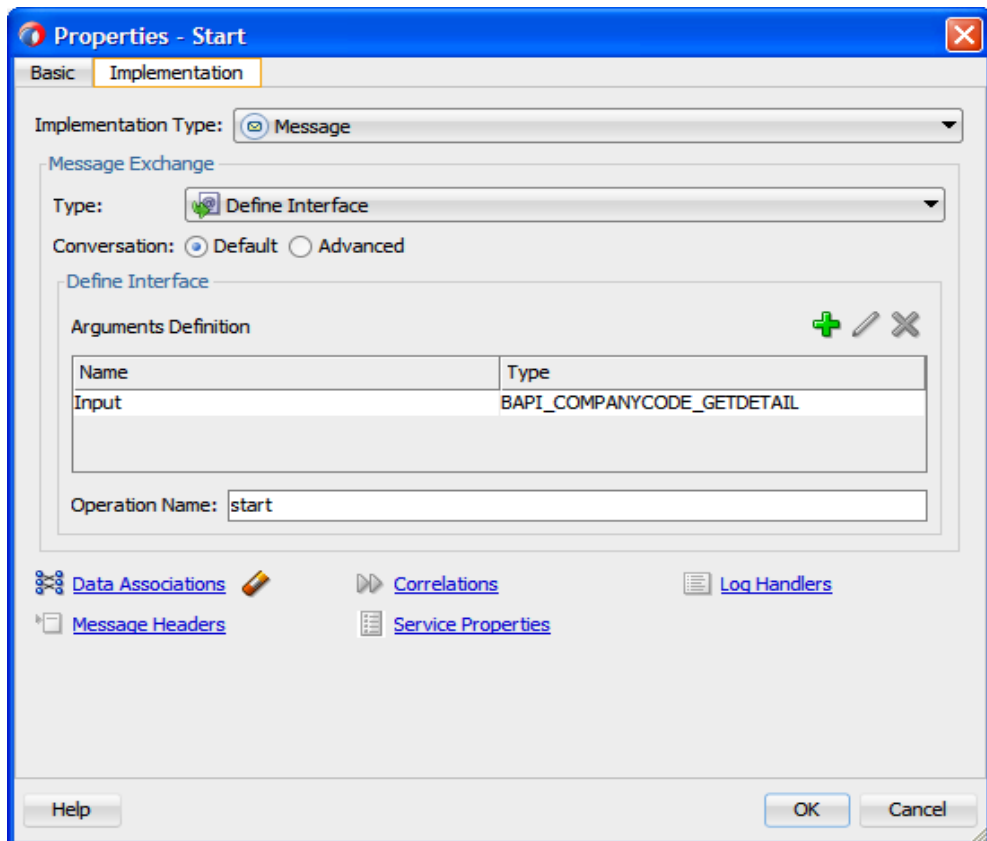 Properties - Start
Basic Implementation
Implementation Type: Message
Message Exchange
Type: Define Interface
Conversation: Default Advanced
Define Interface
Arguments Definition
Name Type
Input BAPI_COMPANYCODE_GETDETAIL
Operation Name: start
Data Associations Correlations Log Handlers
Message Headers Service Properties
Help OK Cancel